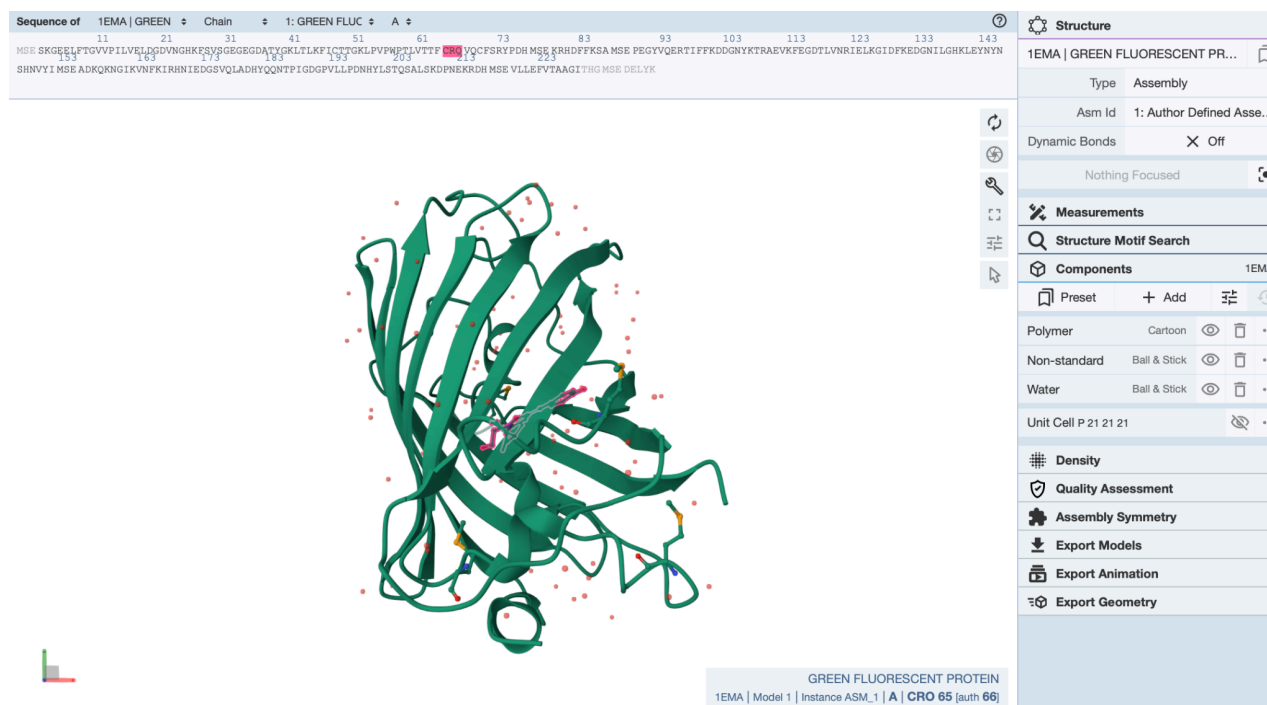 Sequence of 1EMA | GREEN Chain 1: GREEN FLUC A
11 21 31 41 51 61 73 83 93 103 113 123 133 143
MSE SKGEELFTGVVPILVELDGDVNGHKFSVSGEGEGDATYGKLTLKFICTTGKLPVPWPTLVTTF CRO VQCFSRYPDH MSE KRHDFFKSA MSE PEGYVQERTIFFKDDGNYKTRAEVKFEGDTLVNRIELKGIDFKEDGNILGHKLEYNYN
153 163 173 183 193 203 213 223
SHNVYI MSE ADKQKNGIKVNFKIRHNIEDGSVQLADHYQQNTPIGDGPVLLPDNHYLSTQSALSKDPNEKRDH MSE VLLEFVTAAGITHG MSE DELYK
Structure
1EMA | GREEN FLUORESCENT PR...
Type Assembly
Asm Id 1: Author Defined Asse..
Dynamic Bonds Off
Nothing Focused
Measurements
Structure Motif Search
Components 1EM
Preset + Add
Polymer Cartoon
Non-standard Ball & Stick
Water Ball & Stick
Unit Cell P 21 21 21
Density
Quality Assessment
Assembly Symmetry
Export Models
Export Animation
Export Geometry
GREEN FLUORESCENT PROTEIN
1EMA | Model 1 | Instance ASM_1 | A | CRO 65 [auth 66]